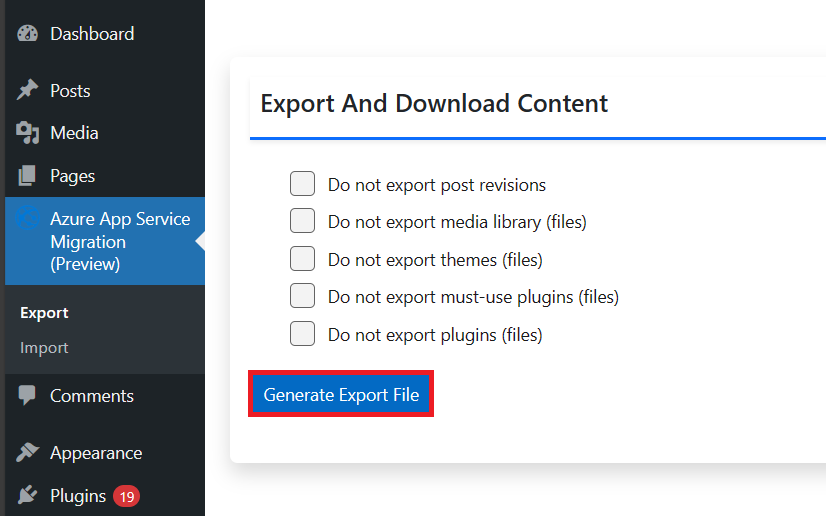 Dashboard
Posts
Media
Pages
Azure App Service
Migration
(Preview)
Export
Import
Comments
Appearance
Plugins 19
Export And Download Content
Do not export post revisions
Do not export media library (files)
Do not export themes (files)
Do not export must-use plugins (files)
Do not export plugins (files)
Generate Export File